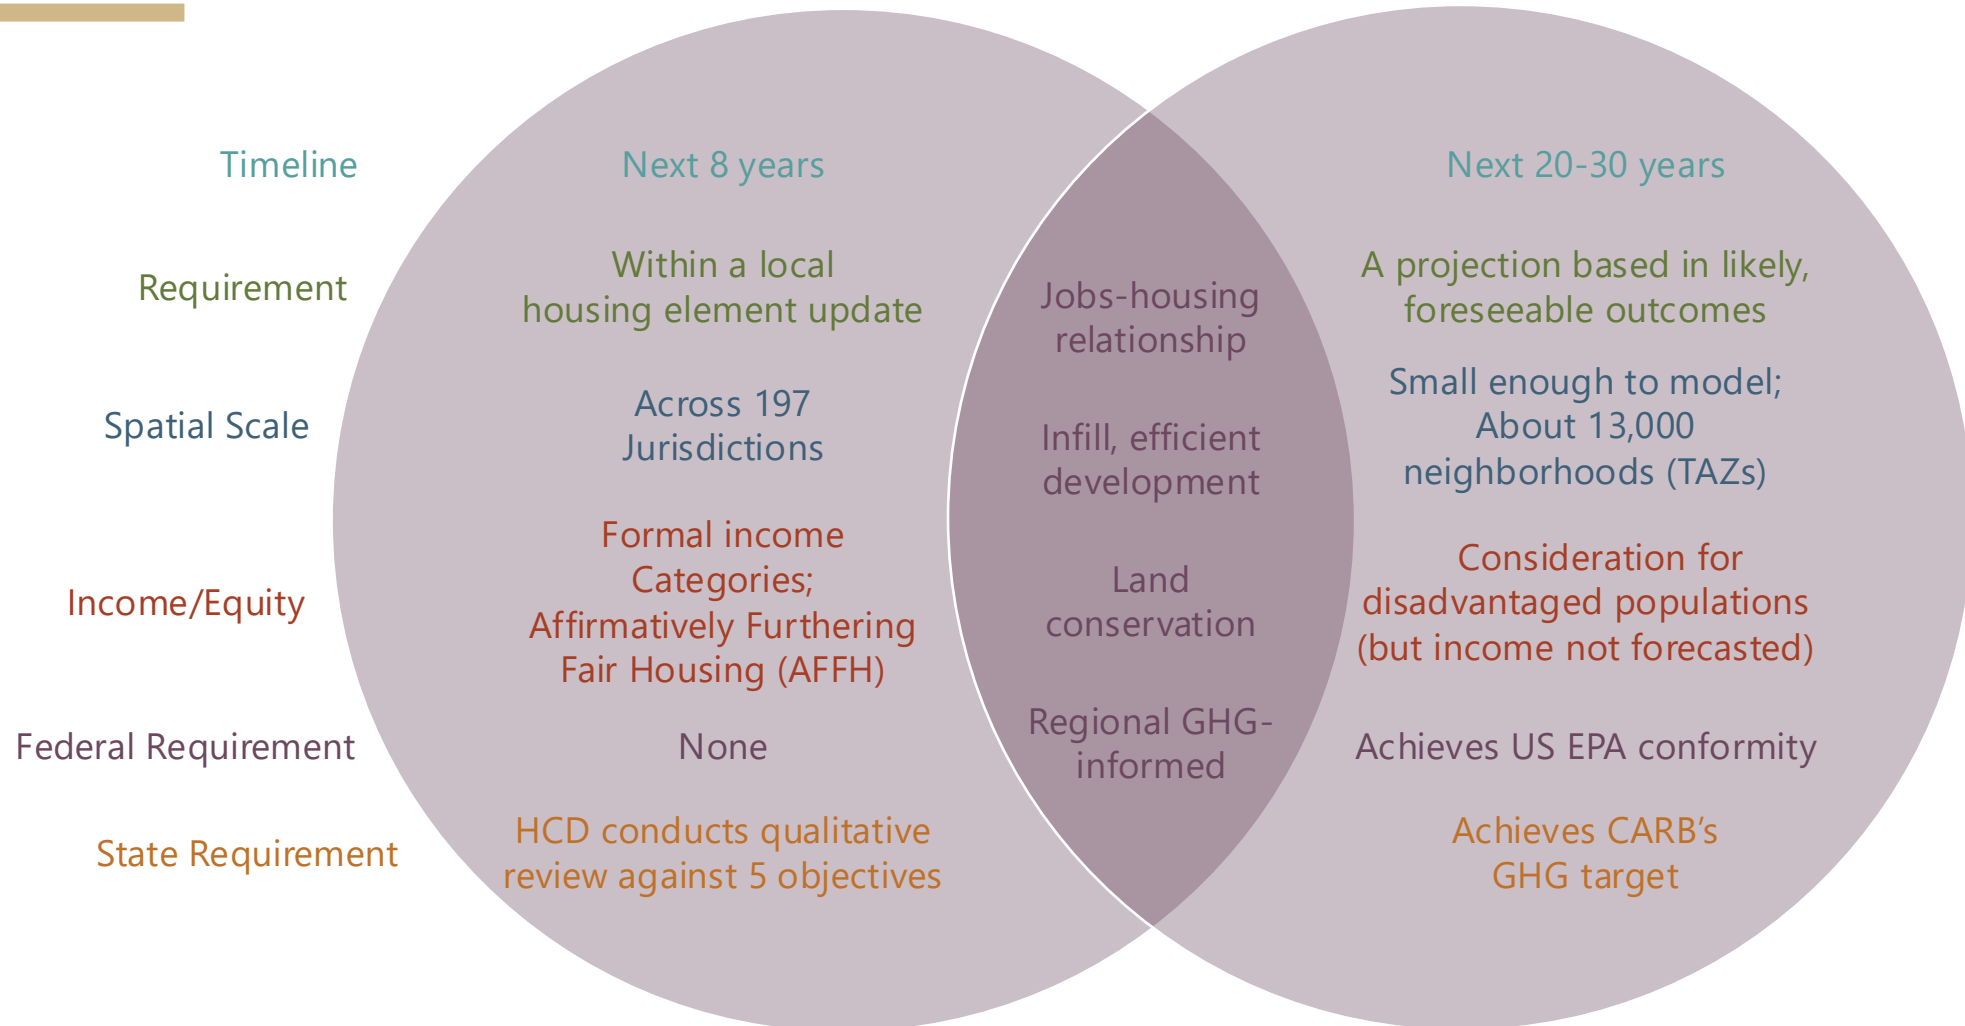 Timeline
Next 8 years
Next 20-30 years
Requirement
Within a local
housing element update
Jobs-housing
relationship
A projection based in likely,
foreseeable outcomes
Spatial Scale
Across 197
Jurisdictions
Infill, efficient
development
Small enough to model;
About 13,000
neighborhoods (TAZs)
Income/Equity
Formal income
Categories;
Affirmatively Furthering
Fair Housing (AFFH)
Land
conservation
Consideration for
disadvantaged populations
(but income not forecasted)
Federal Requirement
None
Regional GHG-
informed
Achieves US EPA conformity
State Requirement
HCD conducts qualitative
review against 5 objectives
Achieves CARB’s
GHG target